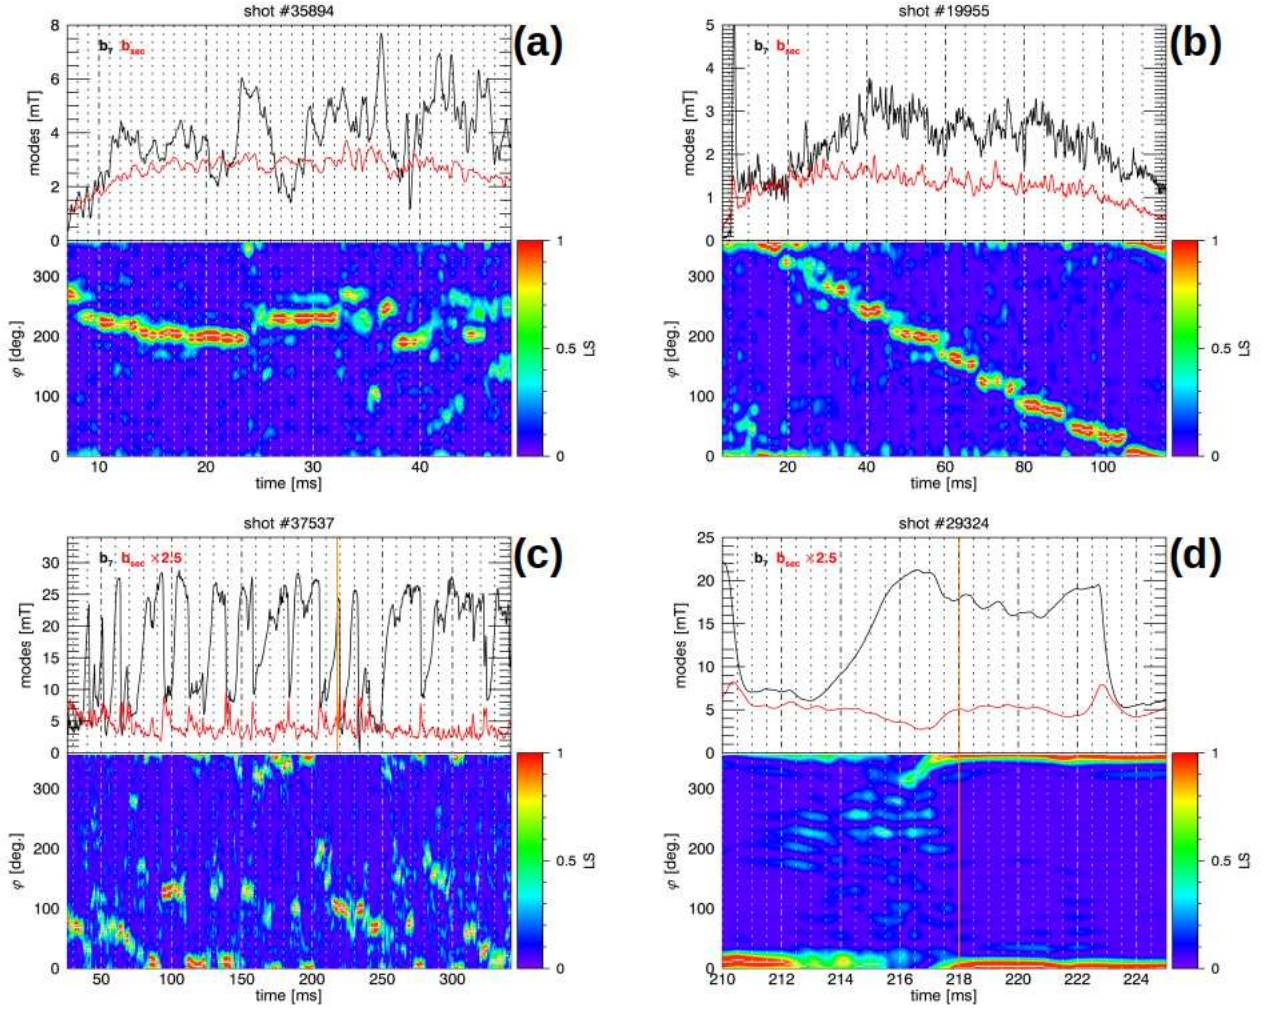 shot #35894
(a)
b₇ b_sec
modes [mT]
8
6
4
2
0
φ [deg.]
300
200
100
0
10 20 30 40
time [ms]
1
0.5
0
LS
shot #19955
(b)
b₇ b_sec
modes [mT]
5
4
3
2
1
0
φ [deg.]
300
200
100
0
20 40 60 80 100
time [ms]
1
0.5
0
LS
shot #37537
(c)
b₇ b_sec ×2.5
modes [mT]
30
25
20
15
10
5
0
φ [deg.]
300
200
100
0
50 100 150 200 250 300
time [ms]
1
0.5
0
LS
shot #29324
(d)
b₇ b_sec ×2.5
modes [mT]
25
20
15
10
5
0
φ [deg.]
300
200
100
0
210 212 214 216 218 220 222 224
time [ms]
1
0.5
0
LS